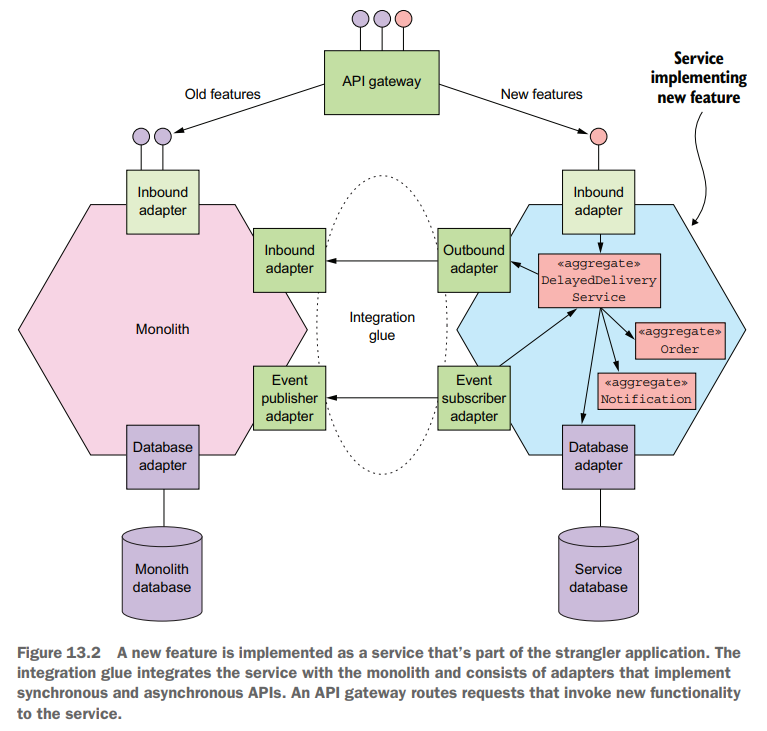 API gateway
Old features
New features
Service
implementing
new feature
Inbound
adapter
Inbound
adapter
Inbound
adapter
Outbound
adapter
«aggregate»
DelayedDelivery
Service
Monolith
Integration
glue
«aggregate»
Order
Event
publisher
adapter
Event
subscriber
adapter
«aggregate»
Notification
Database
adapter
Database
adapter
Monolith
database
Service
database
Figure 13.2 A new feature is implemented as a service that’s part of the strangler application. The
integration glue integrates the service with the monolith and consists of adapters that implement
synchronous and asynchronous APIs. An API gateway routes requests that invoke new functionality
to the service.